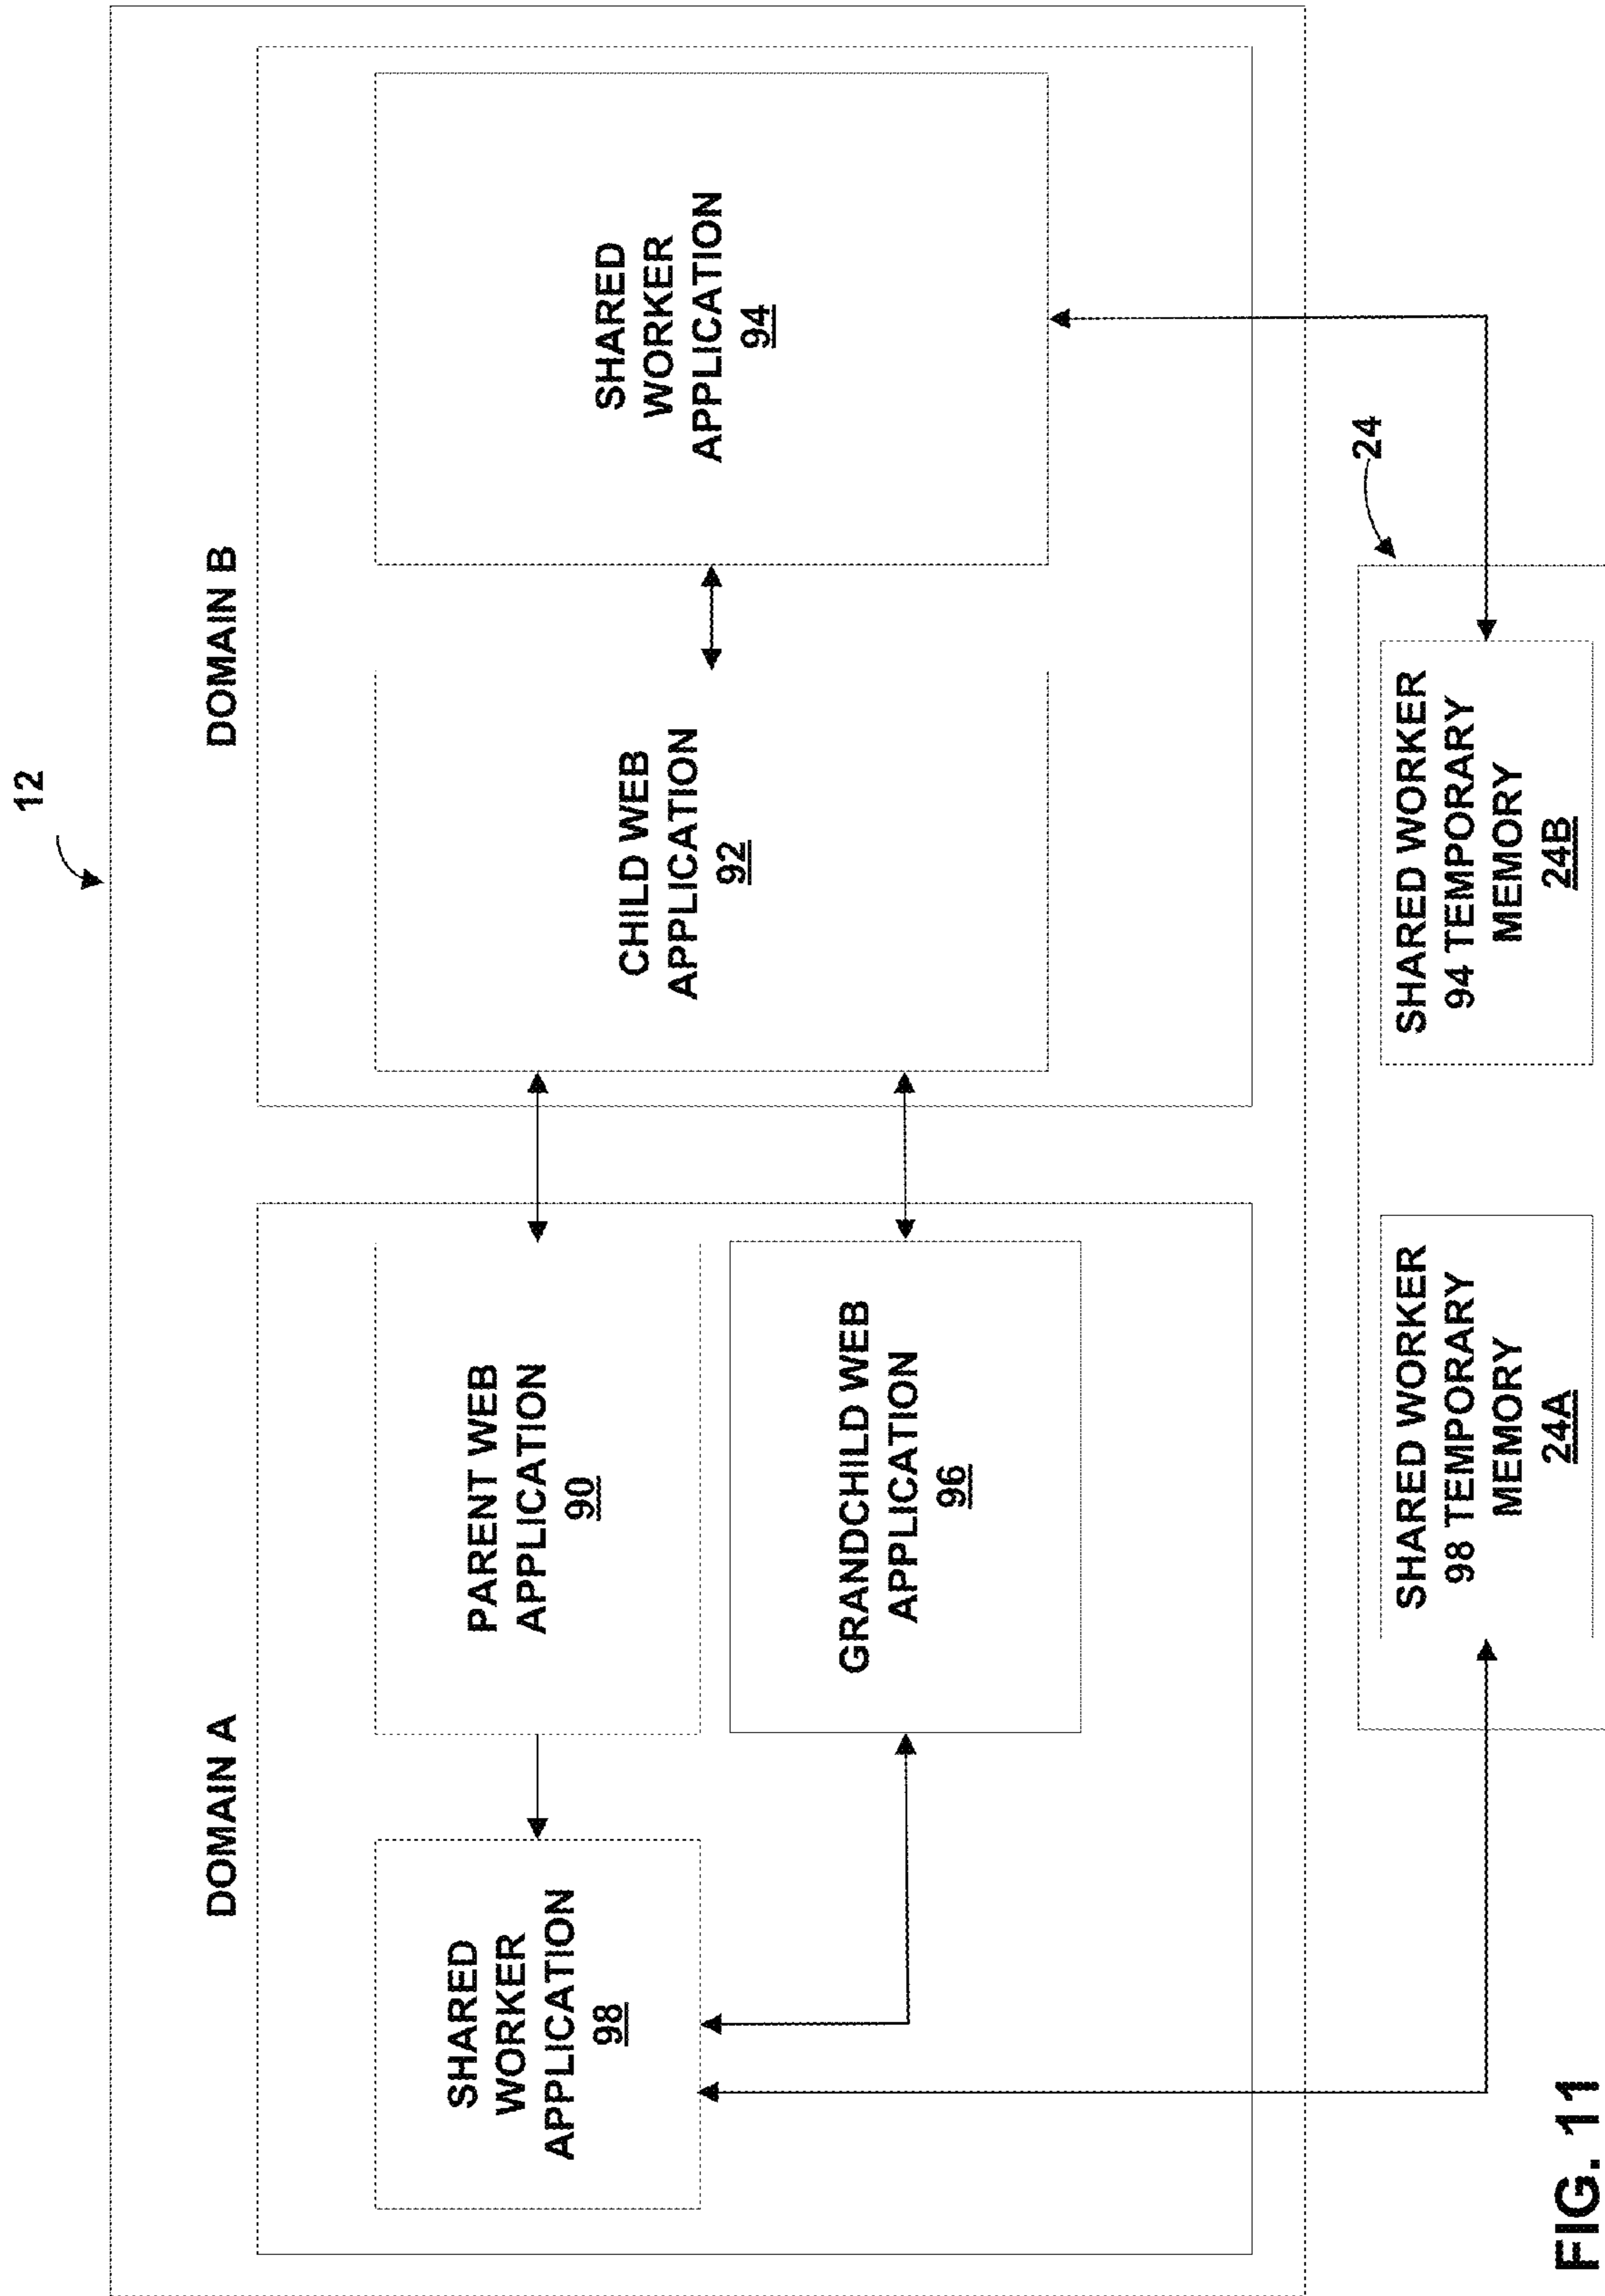 12
DOMAIN A
DOMAIN B
SHARED
WORKER
APPLICATION
98
PARENT WEB
APPLICATION
90
CHILD WEB
APPLICATION
92
SHARED
WORKER
APPLICATION
94
GRANDCHILD WEB
APPLICATION
96
24
SHARED WORKER
98 TEMPORARY
MEMORY
24A
SHARED WORKER
94 TEMPORARY
MEMORY
24B
FIG. 11